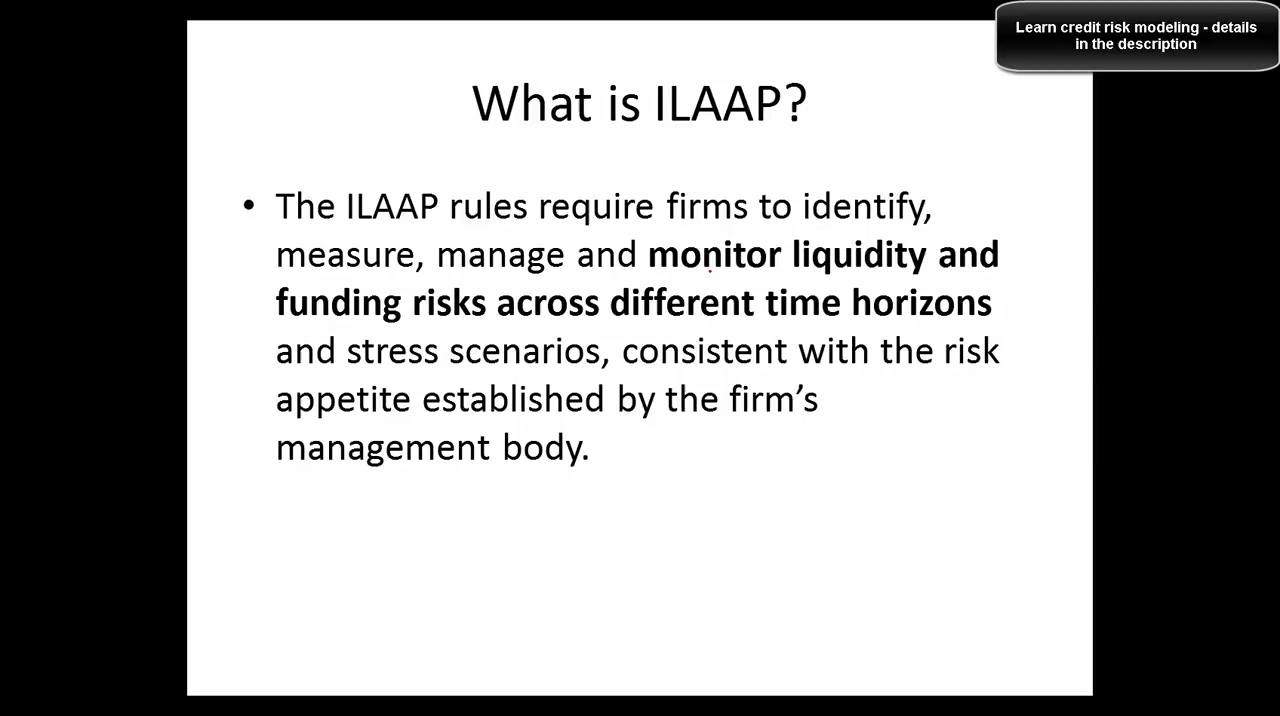 Learn credit risk modeling - details
in the description
What is ILAAP?
• The ILAAP rules require firms to identify,
measure, manage and monitor liquidity and
funding risks across different time horizons
and stress scenarios, consistent with the risk
appetite established by the firm’s
management body.